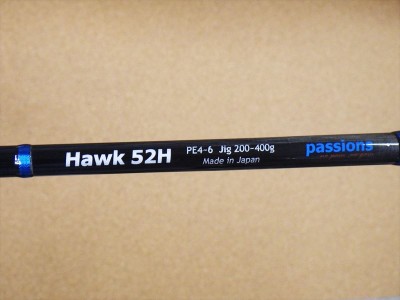 Hawk 52H
PE4-6 Jig 200-400g
Made in Japan
passions